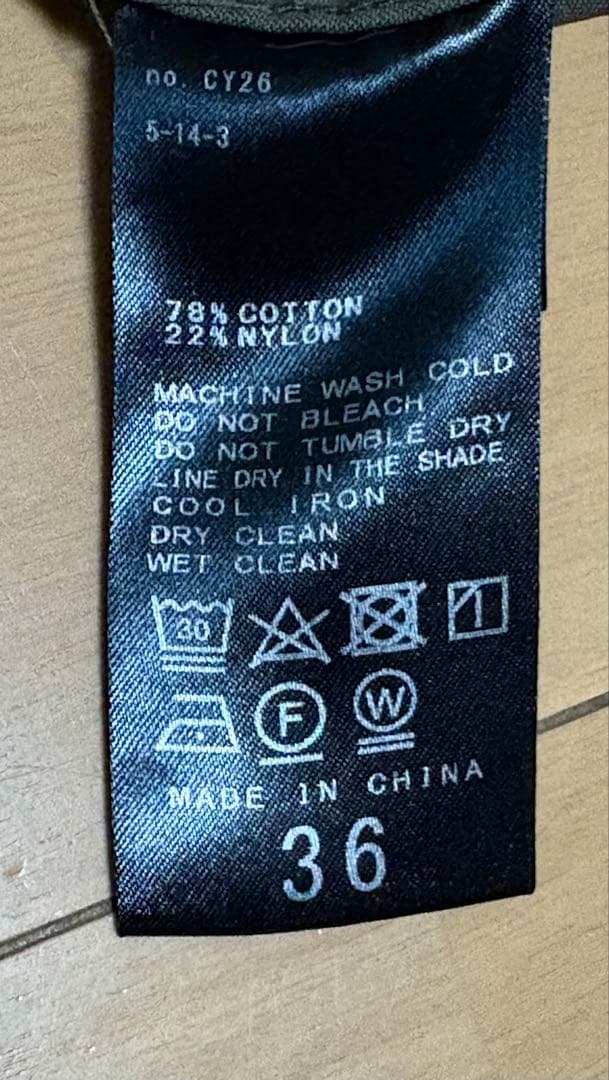 no. CY26
5-14-3
78% COTTON
22% NYLON
MACHINE WASH COLD
DO NOT BLEACH
DO NOT TUMBLE DRY
LINE DRY IN THE SHADE
COOL IRON
DRY CLEAN
WET CLEAN
30
F W
MADE IN CHINA
36